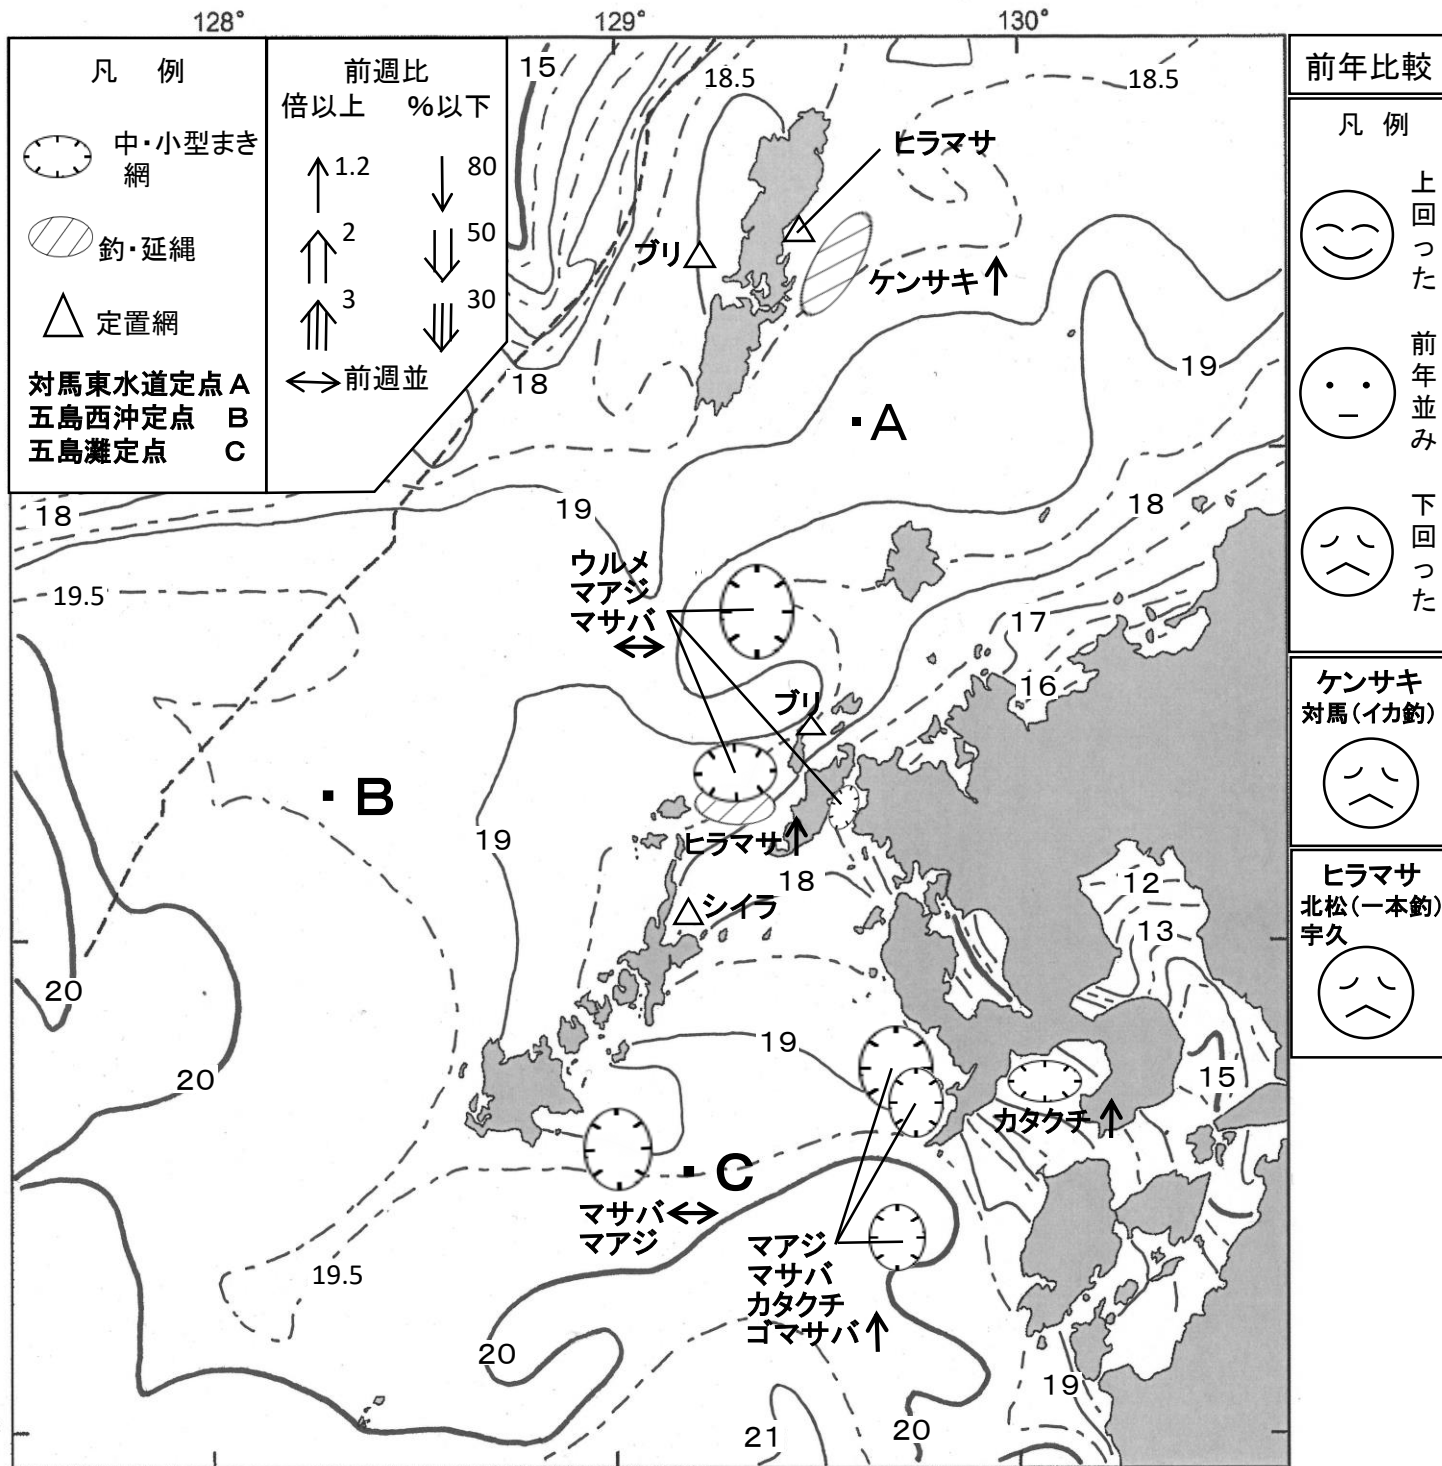 128°
129°
130°
凡 例
中・小型まき
網
釣・延縄
定置網
対馬東水道定点 A
五島西沖定点 B
五島灘定点 C
前週比
倍以上 %以下
1.2 80
2 50
3 30
前週並
15
18.5
18.5
ヒラマサ
ブリ
ケンサキ
18
19
A
18
19
18
19.5
ウルメ
マアジ
マサバ
17
16
ブリ
B
19
ヒラマサ
18
シイラ
12
13
20
19
20
15
カタクチ
C
マサバ
マアジ
マアジ
マサバ
カタクチ
ゴマサバ
19.5
20
19
21
20
前年比較
凡 例
上回った
前年並み
下回った
ケンサキ
対馬(イカ釣)
ヒラマサ
北松(一本釣)
宇久